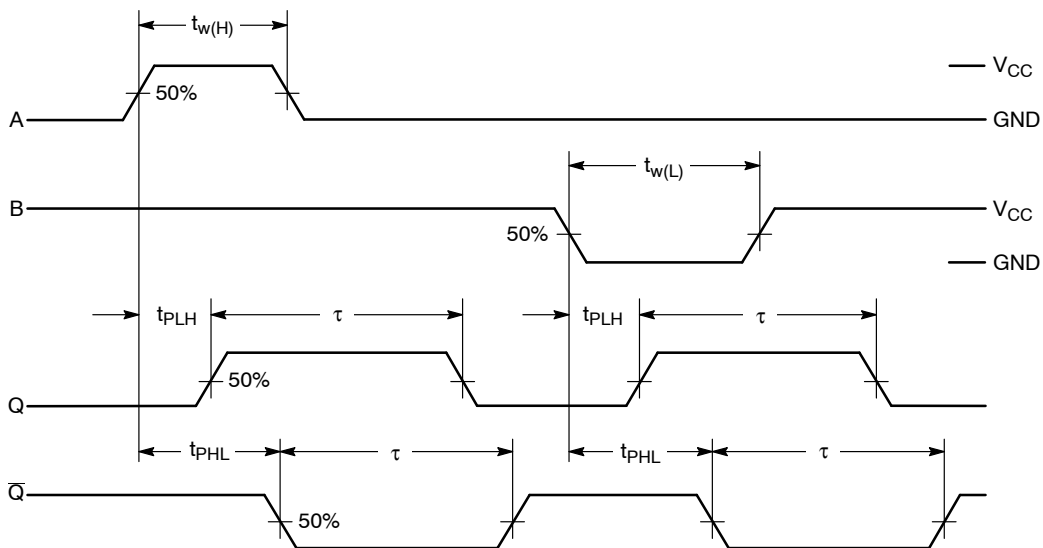 t_w(H)
50%
V_CC
A
GND
t_w(L)
B
V_CC
50%
GND
t_PLH
τ
t_PLH
τ
50%
Q
t_PHL
τ
t_PHL
τ
Q̅
50%